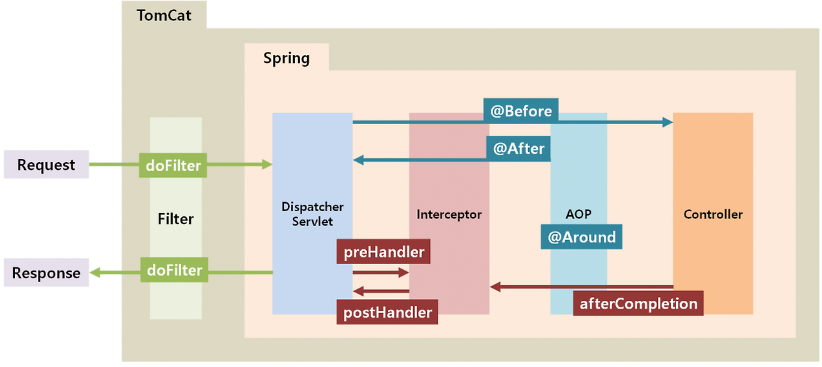 TomCat
Spring
@Before
@After
Request
doFilter
Dispatcher
Servlet
Interceptor
AOP
Controller
Filter
@Around
preHandler
Response
doFilter
postHandler
afterCompletion